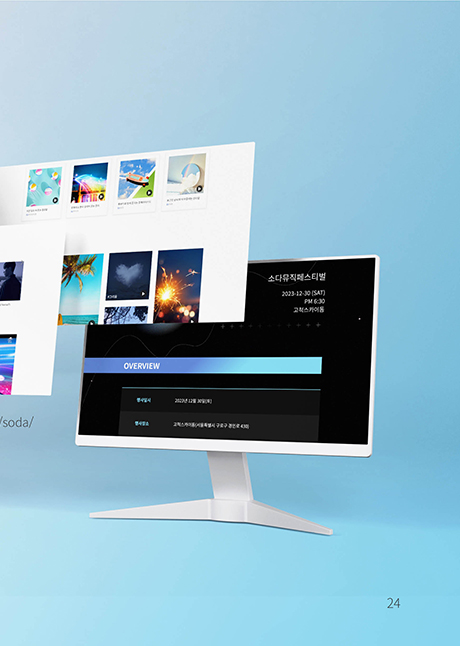 소다뮤직페스티벌
2023-12-30 (SAT)
PM 6:30
고척스카이돔
OVERVIEW
행사일시 2023년 12월 30일(토)
행사장소 고척스카이돔(서울특별시 구로구 경인로 430)
/soda/
24